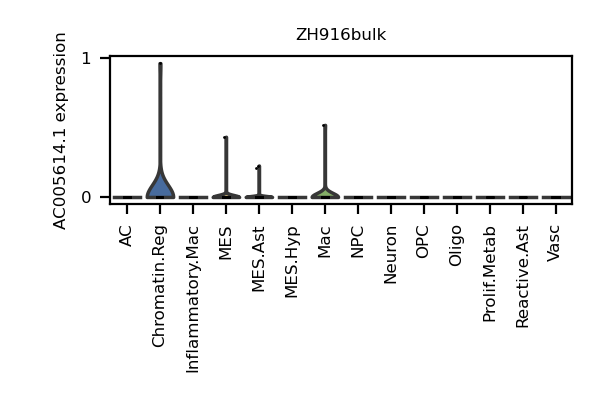 ZH916bulk
AC005614.1 expression
1
0
AC
Chromatin.Reg
Inflammatory.Mac
MES
MES.Ast
MES.Hyp
Mac
NPC
Neuron
OPC
Oligo
Prolif.Metab
Reactive.Ast
Vasc